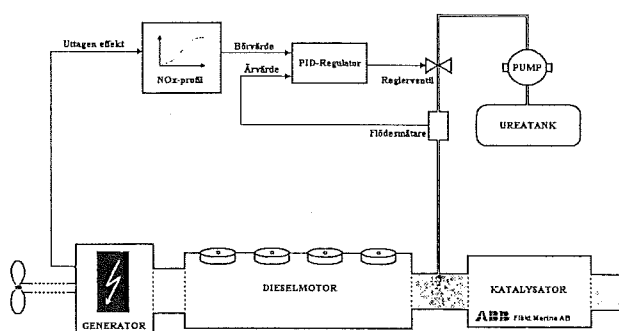 Uttagen effekt
NOx-profil
Börvärde
Ärvärde
PID-Regulator
Reglerventil
PUMP
UREATANK
Flödesmätare
GENERATOR
DIESELMOTOR
KATALYSATOR
ABB Fläkt Marine AB